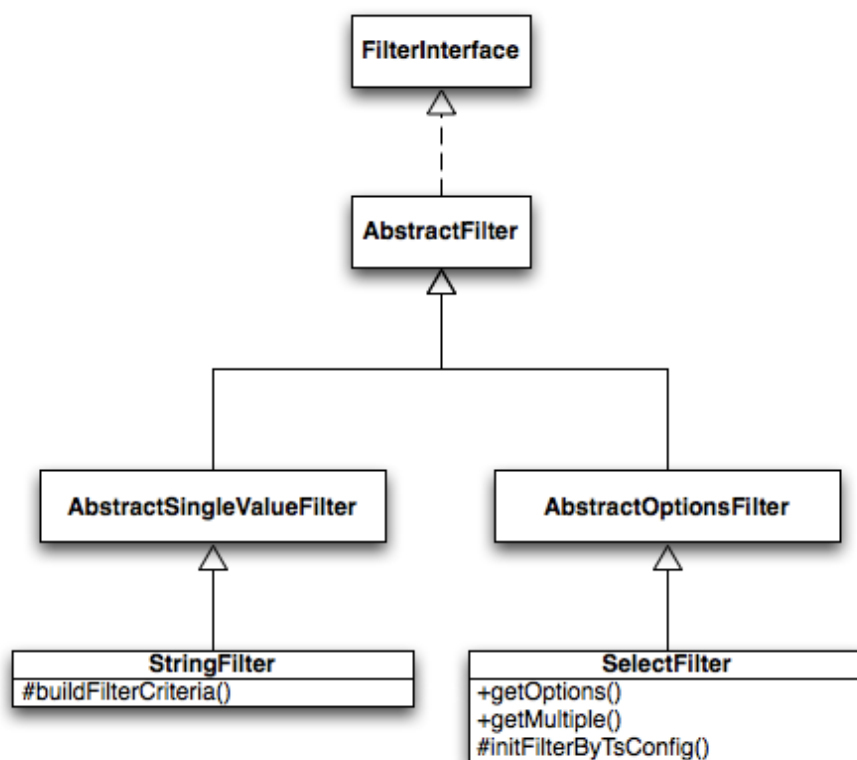 FilterInterface
AbstractFilter
AbstractSingleValueFilter
AbstractOptionsFilter
StringFilter
#buildFilterCriteria()
SelectFilter
+getOptions()
+getMultiple()
#initFilterByTsConfig()